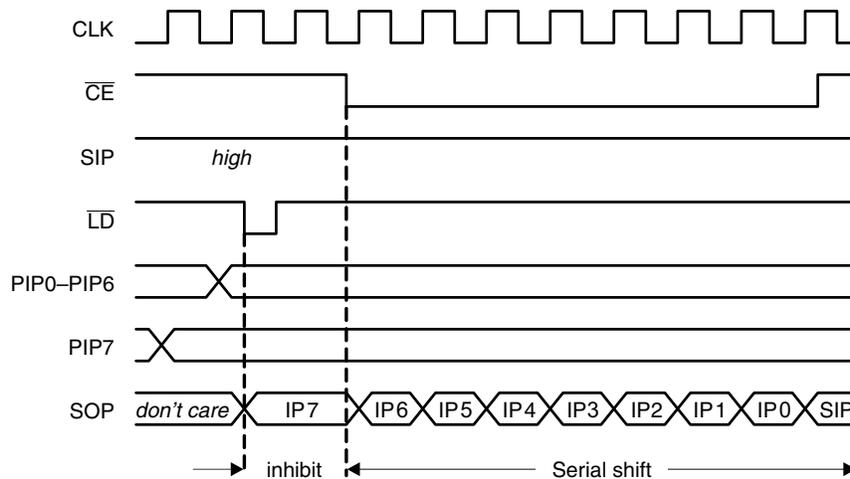 CLK
CE
SIP
high
LD
PIP0–PIP6
PIP7
SOP
don't care IP7 IP6 IP5 IP4 IP3 IP2 IP1 IP0 SIP
inhibit Serial shift